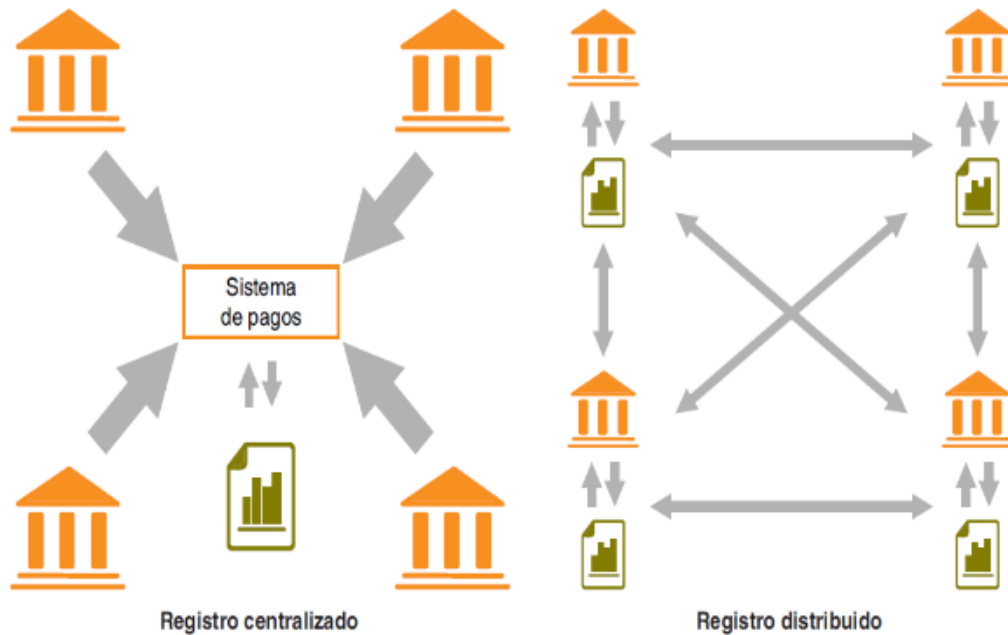 Sistema
de pagos
Registro centralizado
Registro distribuido